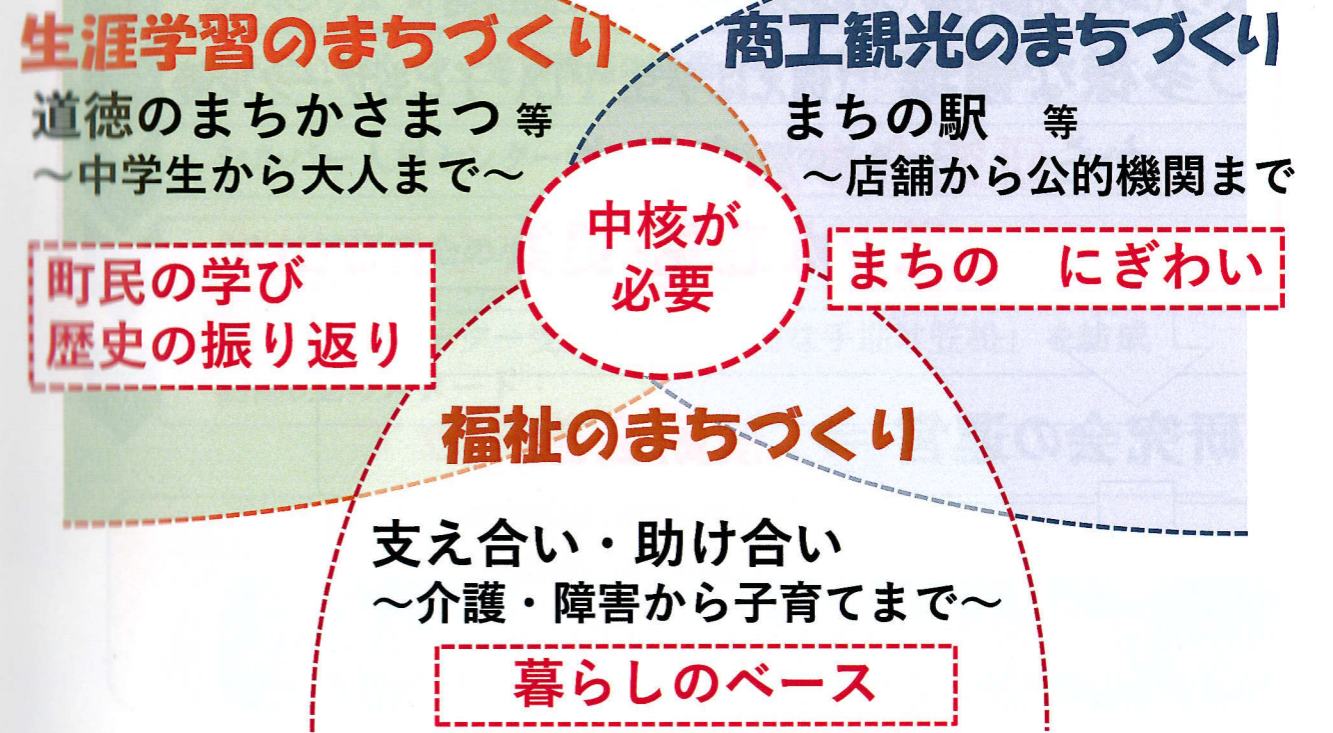 生涯学習のまちづくり
道徳のまちかさまつ 等
～中学生から大人まで～
町民の学び
歴史の振り返り
商工観光のまちづくり
まちの駅　等
～店舗から公的機関まで
まちの　にぎわい
中核が
必要
福祉のまちづくり
支え合い・助け合い
～介護・障害から子育てまで～
暮らしのベース